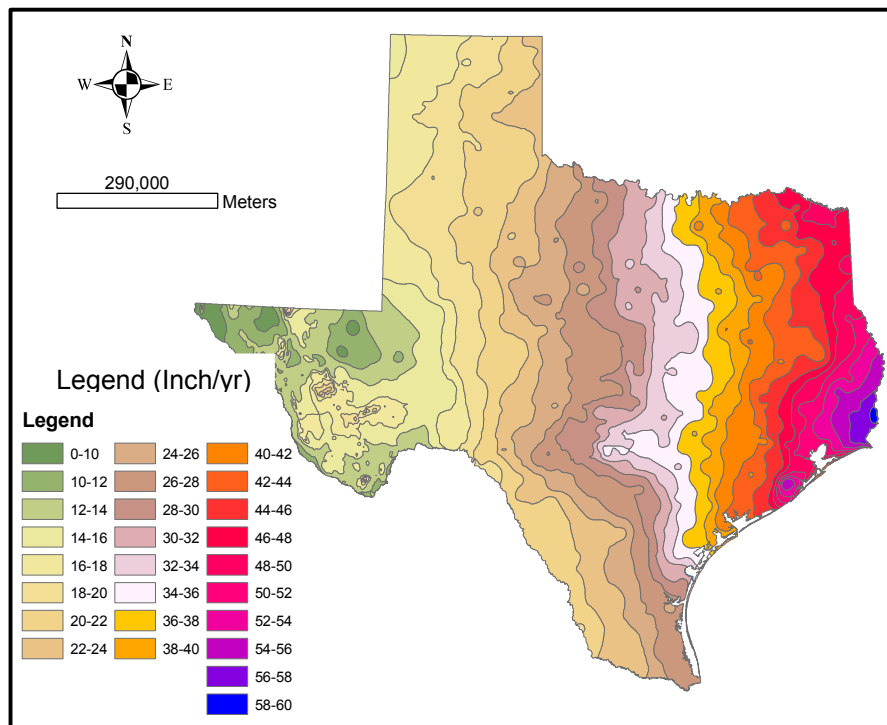 N
W E
S
290,000
Meters
Legend (Inch/yr)
Legend
0-10 24-26 40-42
10-12 26-28 42-44
12-14 28-30 44-46
14-16 30-32 46-48
16-18 32-34 48-50
18-20 34-36 50-52
20-22 36-38 52-54
22-24 38-40 54-56
56-58
58-60